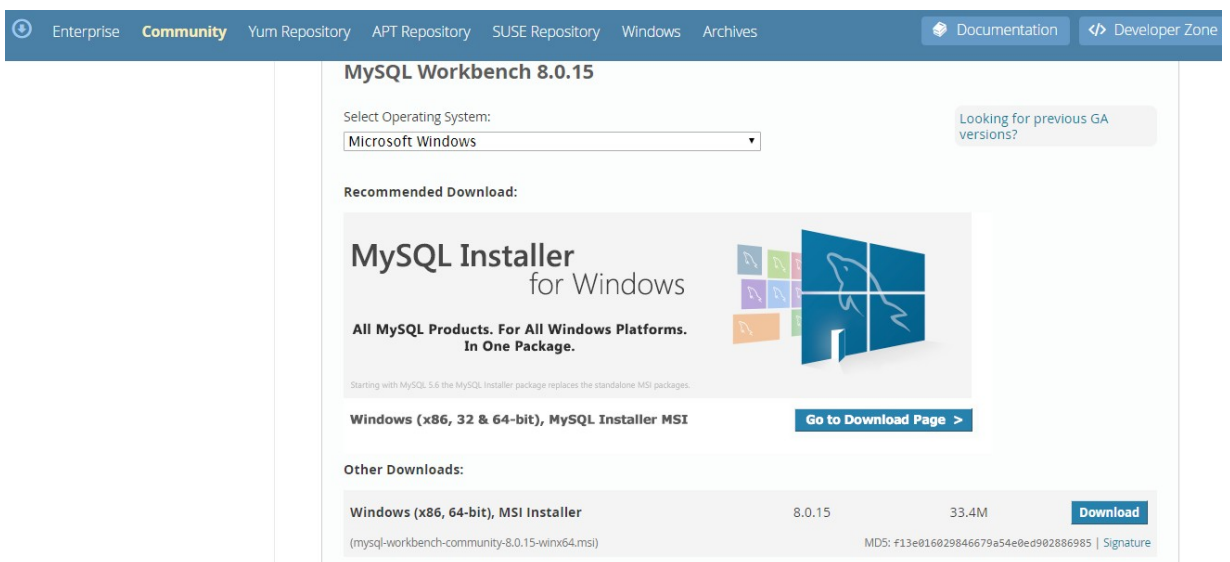 Enterprise Community Yum Repository APT Repository SUSE Repository Windows Archives Documentation </> Developer Zone
MySQL Workbench 8.0.15
Select Operating System:
Microsoft Windows
Looking for previous GA
versions?
Recommended Download:
MySQL Installer
for Windows
All MySQL Products. For All Windows Platforms.
In One Package.
Starting with MySQL 5.6 the MySQL Installer package replaces the standalone MSI packages.
Windows (x86, 32 & 64-bit), MySQL Installer MSI Go to Download Page >
Other Downloads:
Windows (x86, 64-bit), MSI Installer 8.0.15 33.4M Download
(mysql-workbench-community-8.0.15-winx64.msi) MD5: f13e016029846679a54e0ed902886985 | Signature